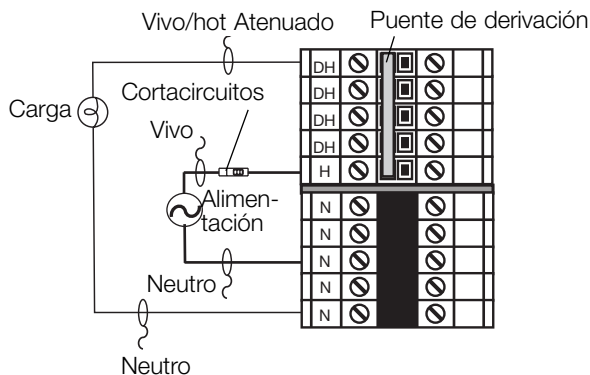 Vivo/hot Atenuado
Puente de derivación
Carga
Cortacircuitos
Vivo
Alimen-
tación
Neutro
Neutro
DH
DH
DH
DH
H
N
N
N
N
N